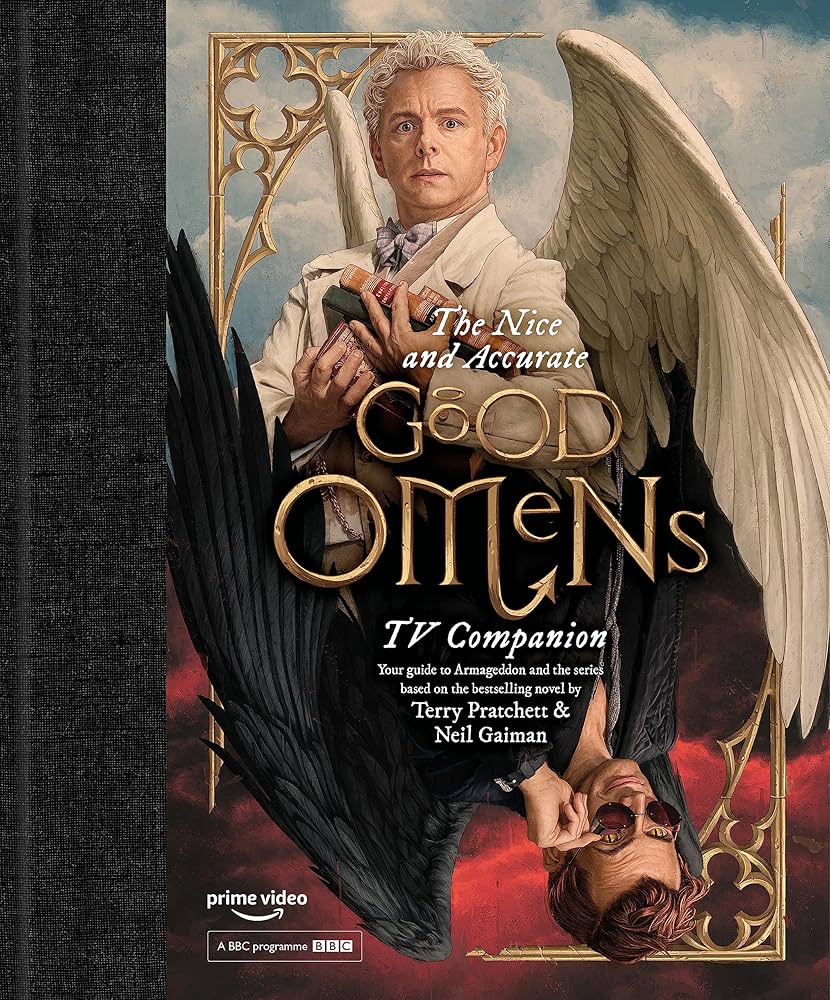 The Nice
and Accurate
GOOD
OMENS
TV Companion
Your guide to Armageddon and the series
based on the bestselling novel by
Terry Pratchett &
Neil Gaiman
prime video
A BBC programme BBC